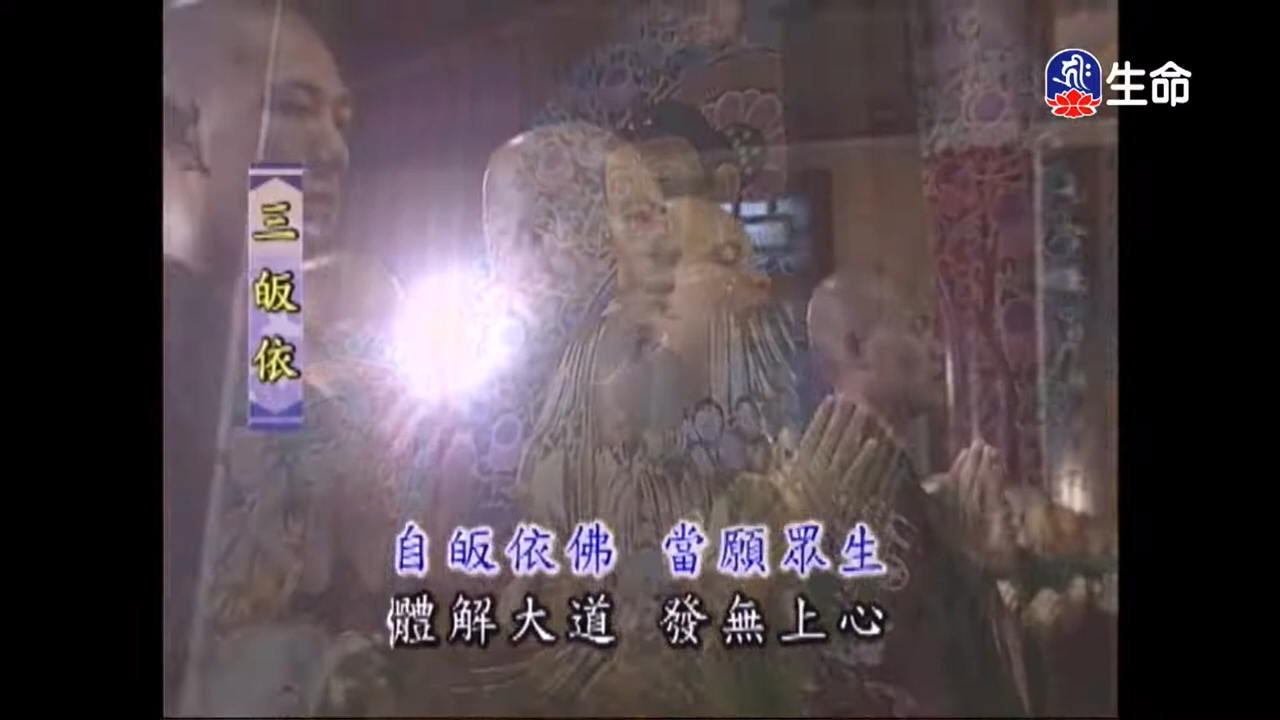 生命
三皈依
自皈依佛 當願眾生
體解大道 發無上心